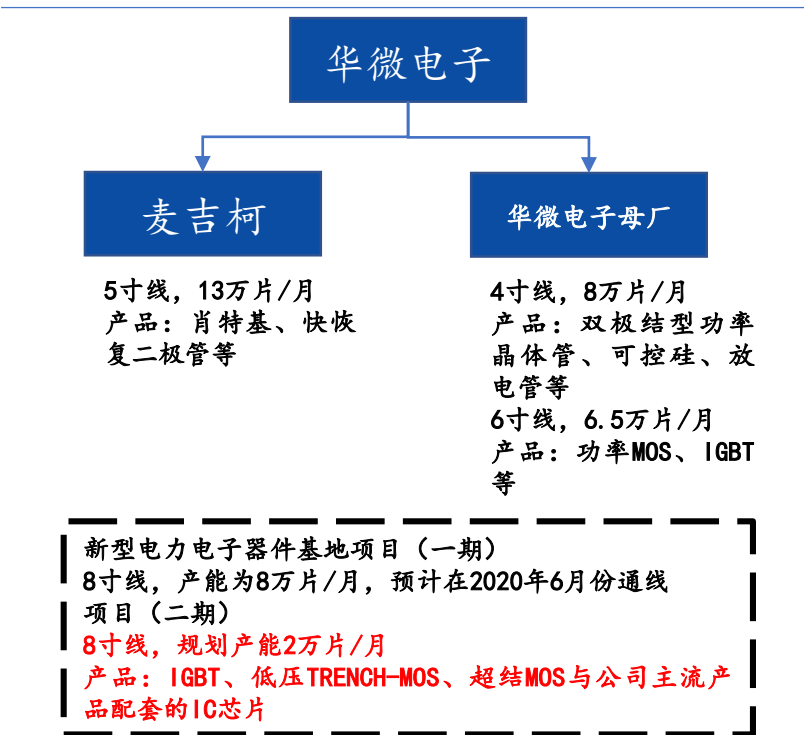 华微电子
麦吉柯
华微电子母厂
5寸线，13万片/月
产品：肖特基、快恢
复二极管等
4寸线，8万片/月
产品：双极结型功率
晶体管、可控硅、放
电管等
6寸线，6.5万片/月
产品：功率MOS、IGBT
等
新型电力电子器件基地项目（一期）
8寸线，产能为8万片/月，预计在2020年6月份通线
项目（二期）
8寸线，规划产能2万片/月
产品：IGBT、低压TRENCH-MOS、超结MOS与公司主流产
品配套的IC芯片